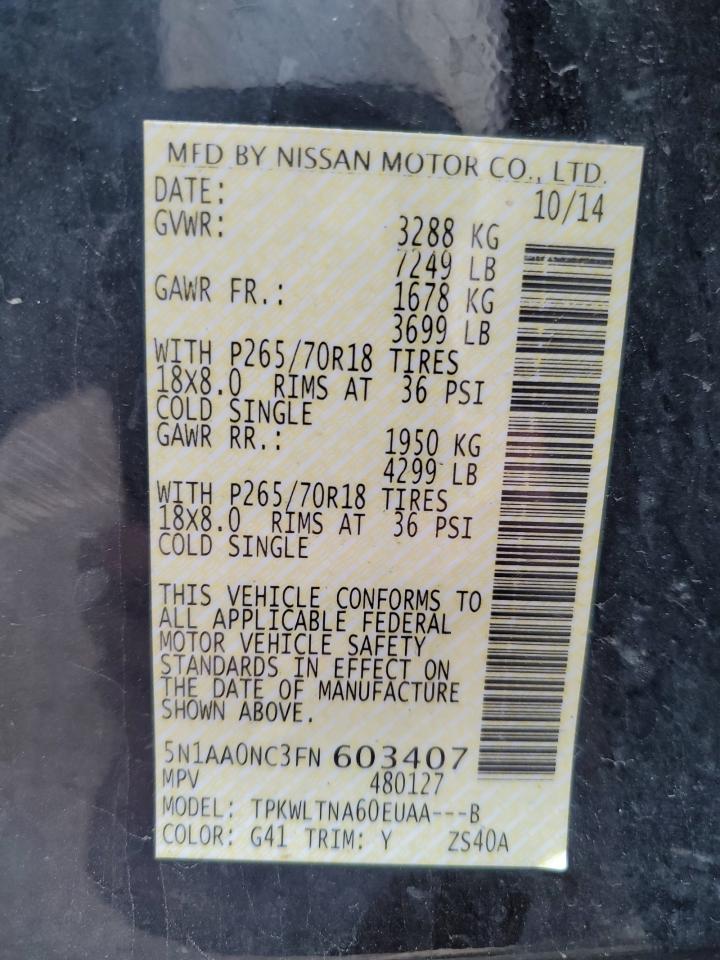 MFD BY NISSAN MOTOR CO., LTD.
DATE: 10/14
GVWR: 3288 KG
7249 LB
GAWR FR.: 1678 KG
3699 LB
WITH P265/70R18 TIRES
18X8.0 RIMS AT 36 PSI
COLD SINGLE
GAWR RR.: 1950 KG
4299 LB
WITH P265/70R18 TIRES
18X8.0 RIMS AT 36 PSI
COLD SINGLE
THIS VEHICLE CONFORMS TO
ALL APPLICABLE FEDERAL
MOTOR VEHICLE SAFETY
STANDARDS IN EFFECT ON
THE DATE OF MANUFACTURE
SHOWN ABOVE.
5N1AA0NC3FN 603407
MPV 480127
MODEL: TPKWLTNA60EUAA---B
COLOR: G41 TRIM: Y ZS40A